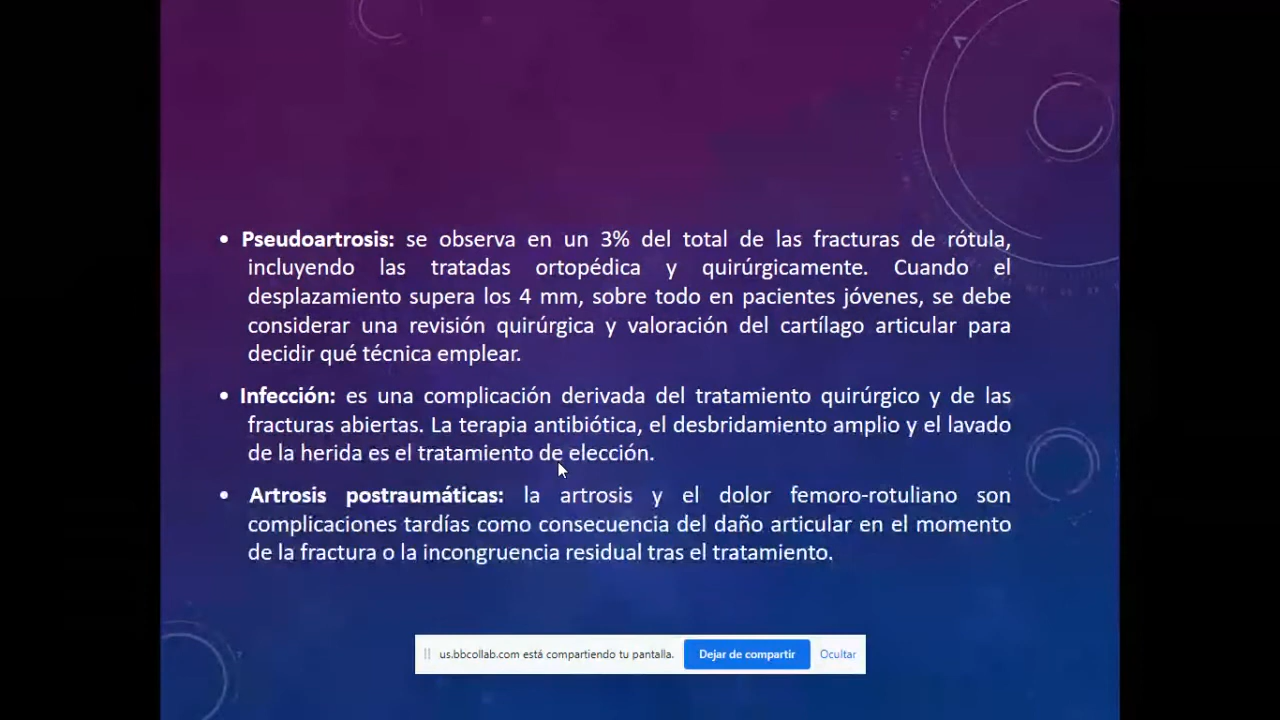 • Pseudoartrosis: se observa en un 3% del total de las fracturas de rótula,
incluyendo las tratadas ortopédica y quirúrgicamente. Cuando el
desplazamiento supera los 4 mm, sobre todo en pacientes jóvenes, se debe
considerar una revisión quirúrgica y valoración del cartílago articular para
decidir qué técnica emplear.
• Infección: es una complicación derivada del tratamiento quirúrgico y de las
fracturas abiertas. La terapia antibiótica, el desbridamiento amplio y el lavado
de la herida es el tratamiento de elección.
• Artrosis postraumáticas: la artrosis y el dolor femoro-rotuliano son
complicaciones tardías como consecuencia del daño articular en el momento
de la fractura o la incongruencia residual tras el tratamiento.
us.bbcollab.com está compartiendo tu pantalla. Dejar de compartir Ocultar